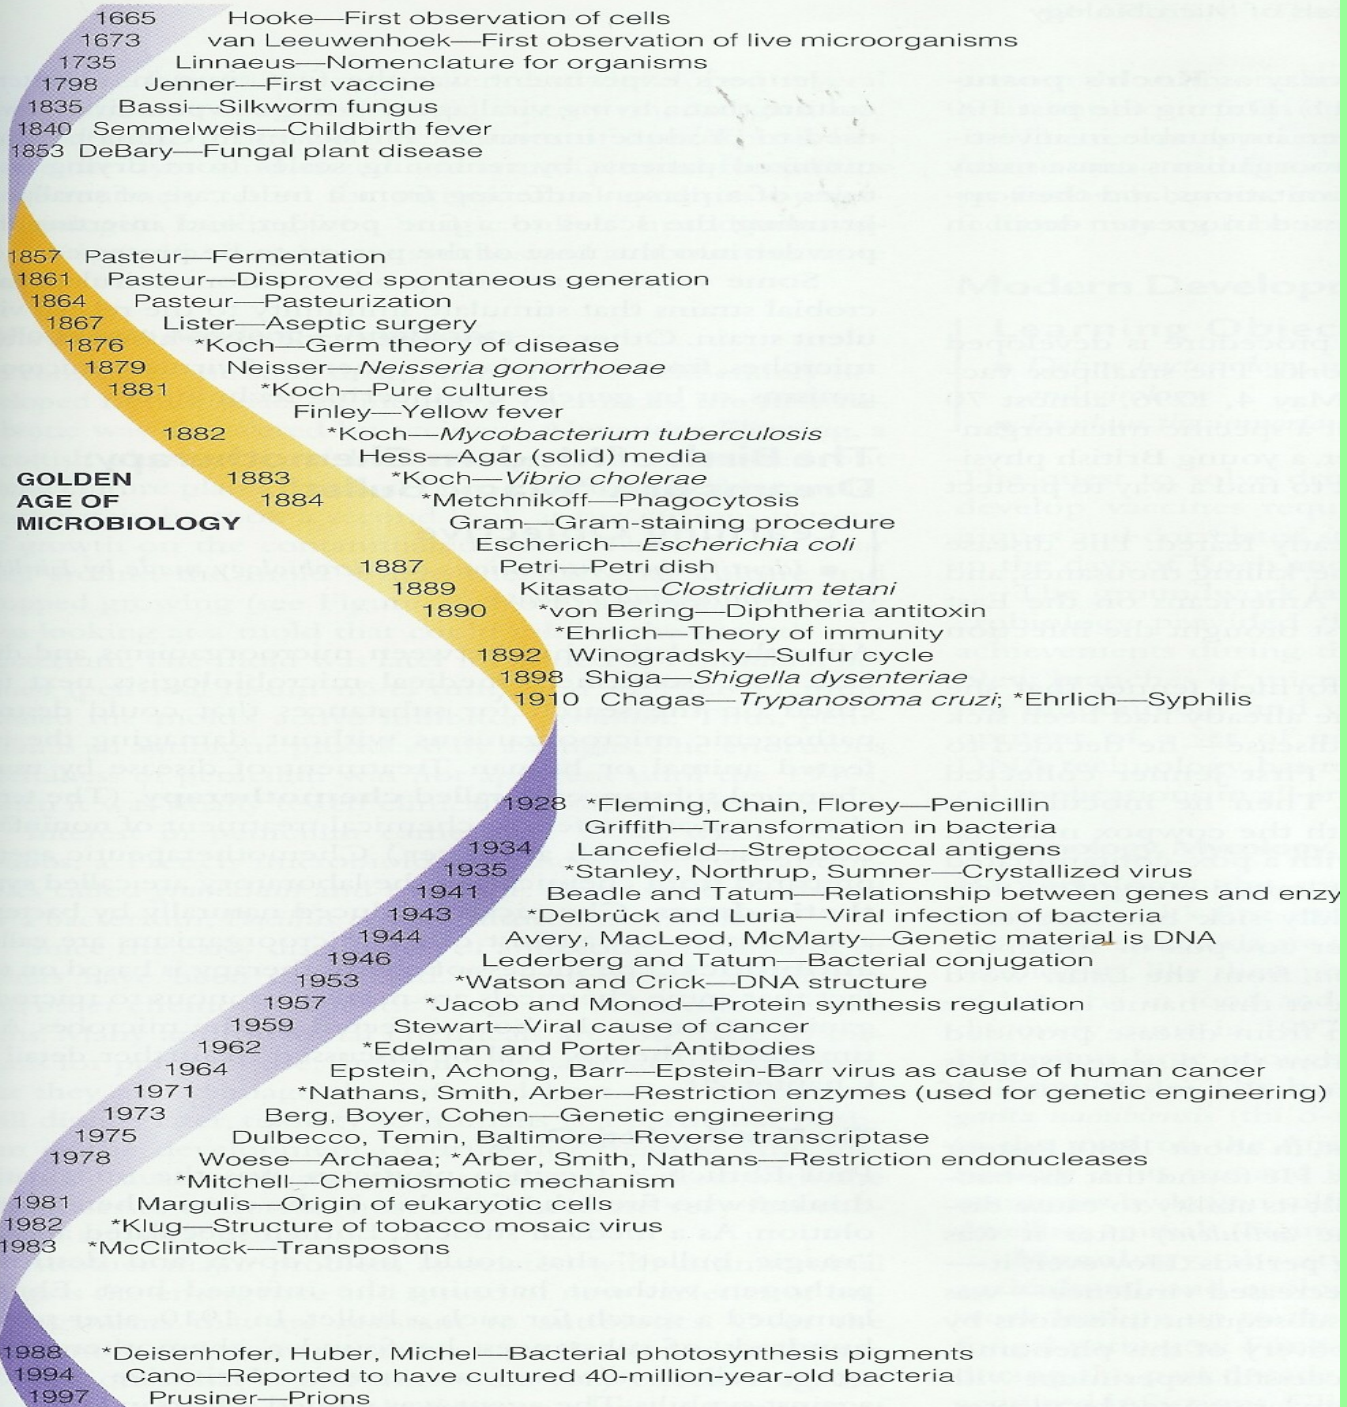 1665 Hooke—First observation of cells
1673 van Leeuwenhoek—First observation of live microorganisms
1735 Linnaeus—Nomenclature for organisms
1798 Jenner—First vaccine
1835 Bassi—Silkworm fungus
1840 Semmelweis—Childbirth fever
1853 DeBary—Fungal plant disease
1857 Pasteur—Fermentation
1861 Pasteur—Disproved spontaneous generation
1864 Pasteur—Pasteurization
1867 Lister—Aseptic surgery
1876 *Koch—Germ theory of disease
1879 Neisser—Neisseria gonorrhoeae
1881 *Koch—Pure cultures
Finley—Yellow fever
1882 *Koch—Mycobacterium tuberculosis
Hess—Agar (solid) media
GOLDEN
AGE OF
MICROBIOLOGY
1883 *Koch—Vibrio cholerae
1884 *Metchnikoff—Phagocytosis
Gram—Gram-staining procedure
Escherich—Escherichia coli
1887 Petri—Petri dish
1889 Kitasato—Clostridium tetani
1890 *von Bering—Diphtheria antitoxin
*Ehrlich—Theory of immunity
1892 Winogradsky—Sulfur cycle
1898 Shiga—Shigella dysenteriae
1910 Chagas—Trypanosoma cruzi; *Ehrlich—Syphilis
1928 *Fleming, Chain, Florey—Penicillin
Griffith—Transformation in bacteria
1934 Lancefield—Streptococcal antigens
1935 *Stanley, Northrup, Sumner—Crystallized virus
1941 Beadle and Tatum—Relationship between genes and enzy
1943 *Delbrück and Luria—Viral infection of bacteria
1944 Avery, MacLeod, McMarty—Genetic material is DNA
1946 Lederberg and Tatum—Bacterial conjugation
1953 *Watson and Crick—DNA structure
1957 *Jacob and Monod—Protein synthesis regulation
1959 Stewart—Viral cause of cancer
1962 *Edelman and Porter—Antibodies
1964 Epstein, Achong, Barr—Epstein-Barr virus as cause of human cancer
1971 *Nathans, Smith, Arber—Restriction enzymes (used for genetic engineering)
1973 Berg, Boyer, Cohen—Genetic engineering
1975 Dulbecco, Temin, Baltimore—Reverse transcriptase
1978 Woese—Archaea; *Arber, Smith, Nathans—Restriction endonucleases
*Mitchell—Chemiosmotic mechanism
1981 Margulis—Origin of eukaryotic cells
1982 *Klug—Structure of tobacco mosaic virus
1983 *McClintock—Transposons
1988 *Deisenhofer, Huber, Michel—Bacterial photosynthesis pigments
1994 Cano—Reported to have cultured 40-million-year-old bacteria
1997 Prusiner—Prions